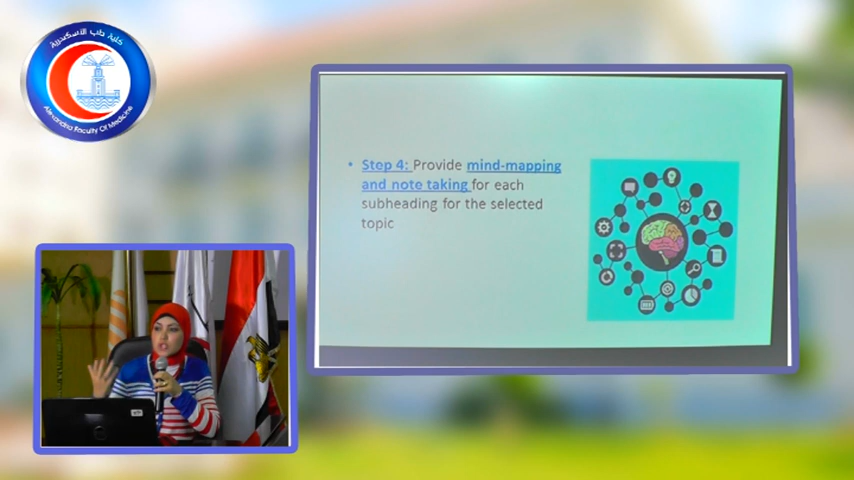 كلية طب الاسكندرية
Alexandria Faculty Of Medicine
• Step 4: Provide mind-mapping
and note taking for each
subheading for the selected
topic